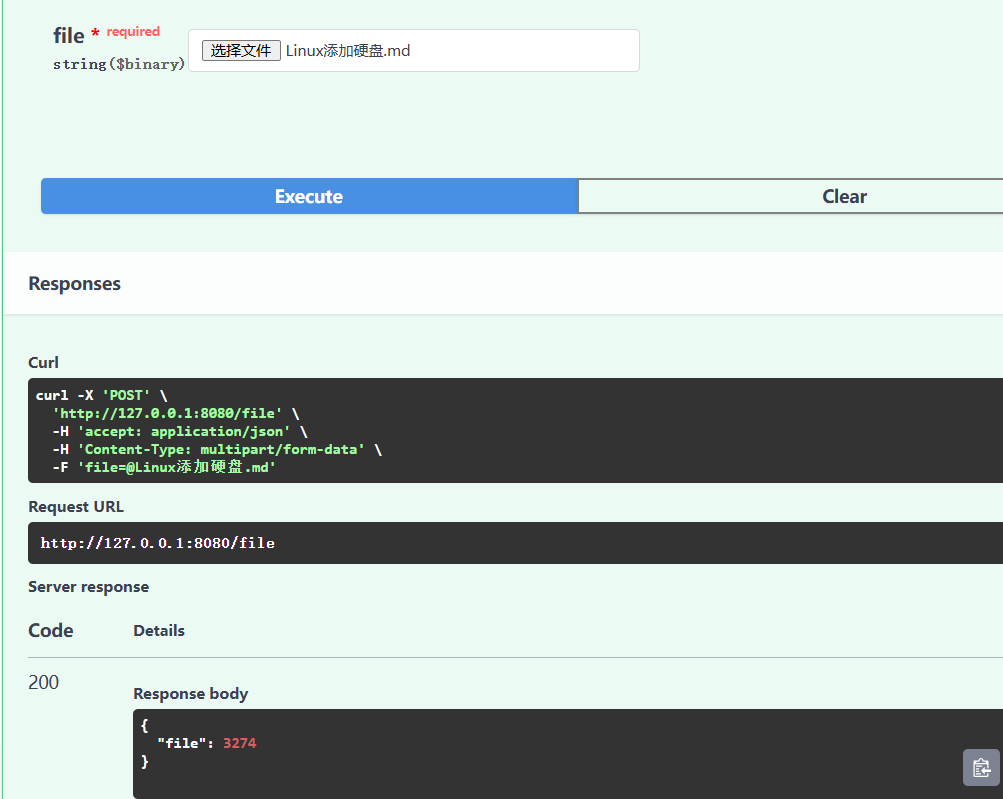 file * required
string($binary)
选择文件 Linux添加硬盘.md
Execute
Clear
Responses
Curl
curl -X 'POST' \
'http://127.0.0.1:8080/file' \
-H 'accept: application/json' \
-H 'Content-Type: multipart/form-data' \
-F 'file=@Linux添加硬盘.md'
Request URL
http://127.0.0.1:8080/file
Server response
Code Details
200
Response body
{
"file": 3274
}